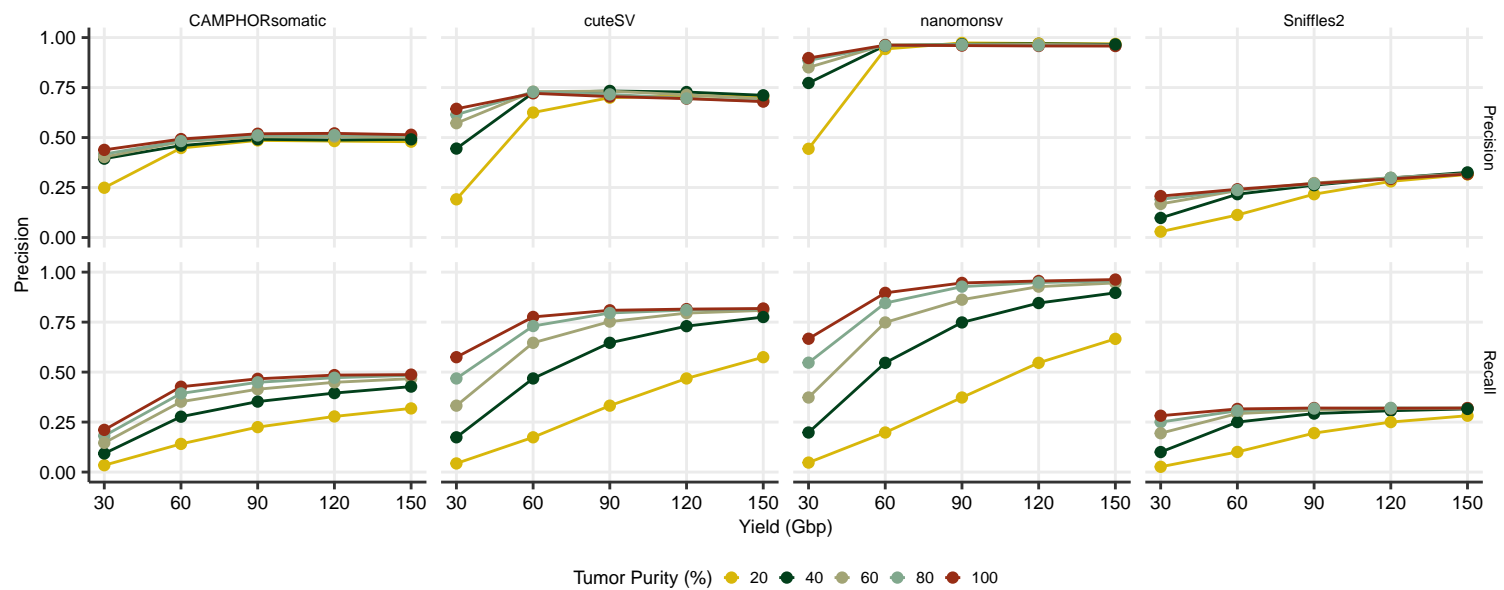 CAMPHORsomatic cuteSV nanomonsv Sniffles2
1.00
0.75
0.50
0.25
0.00
Precision
Precision
1.00
0.75
0.50
0.25
0.00
Recall
30 60 90 120 150 30 60 90 120 150 30 60 90 120 150 30 60 90 120 150
Yield (Gbp)
Tumor Purity (%) 20 40 60 80 100